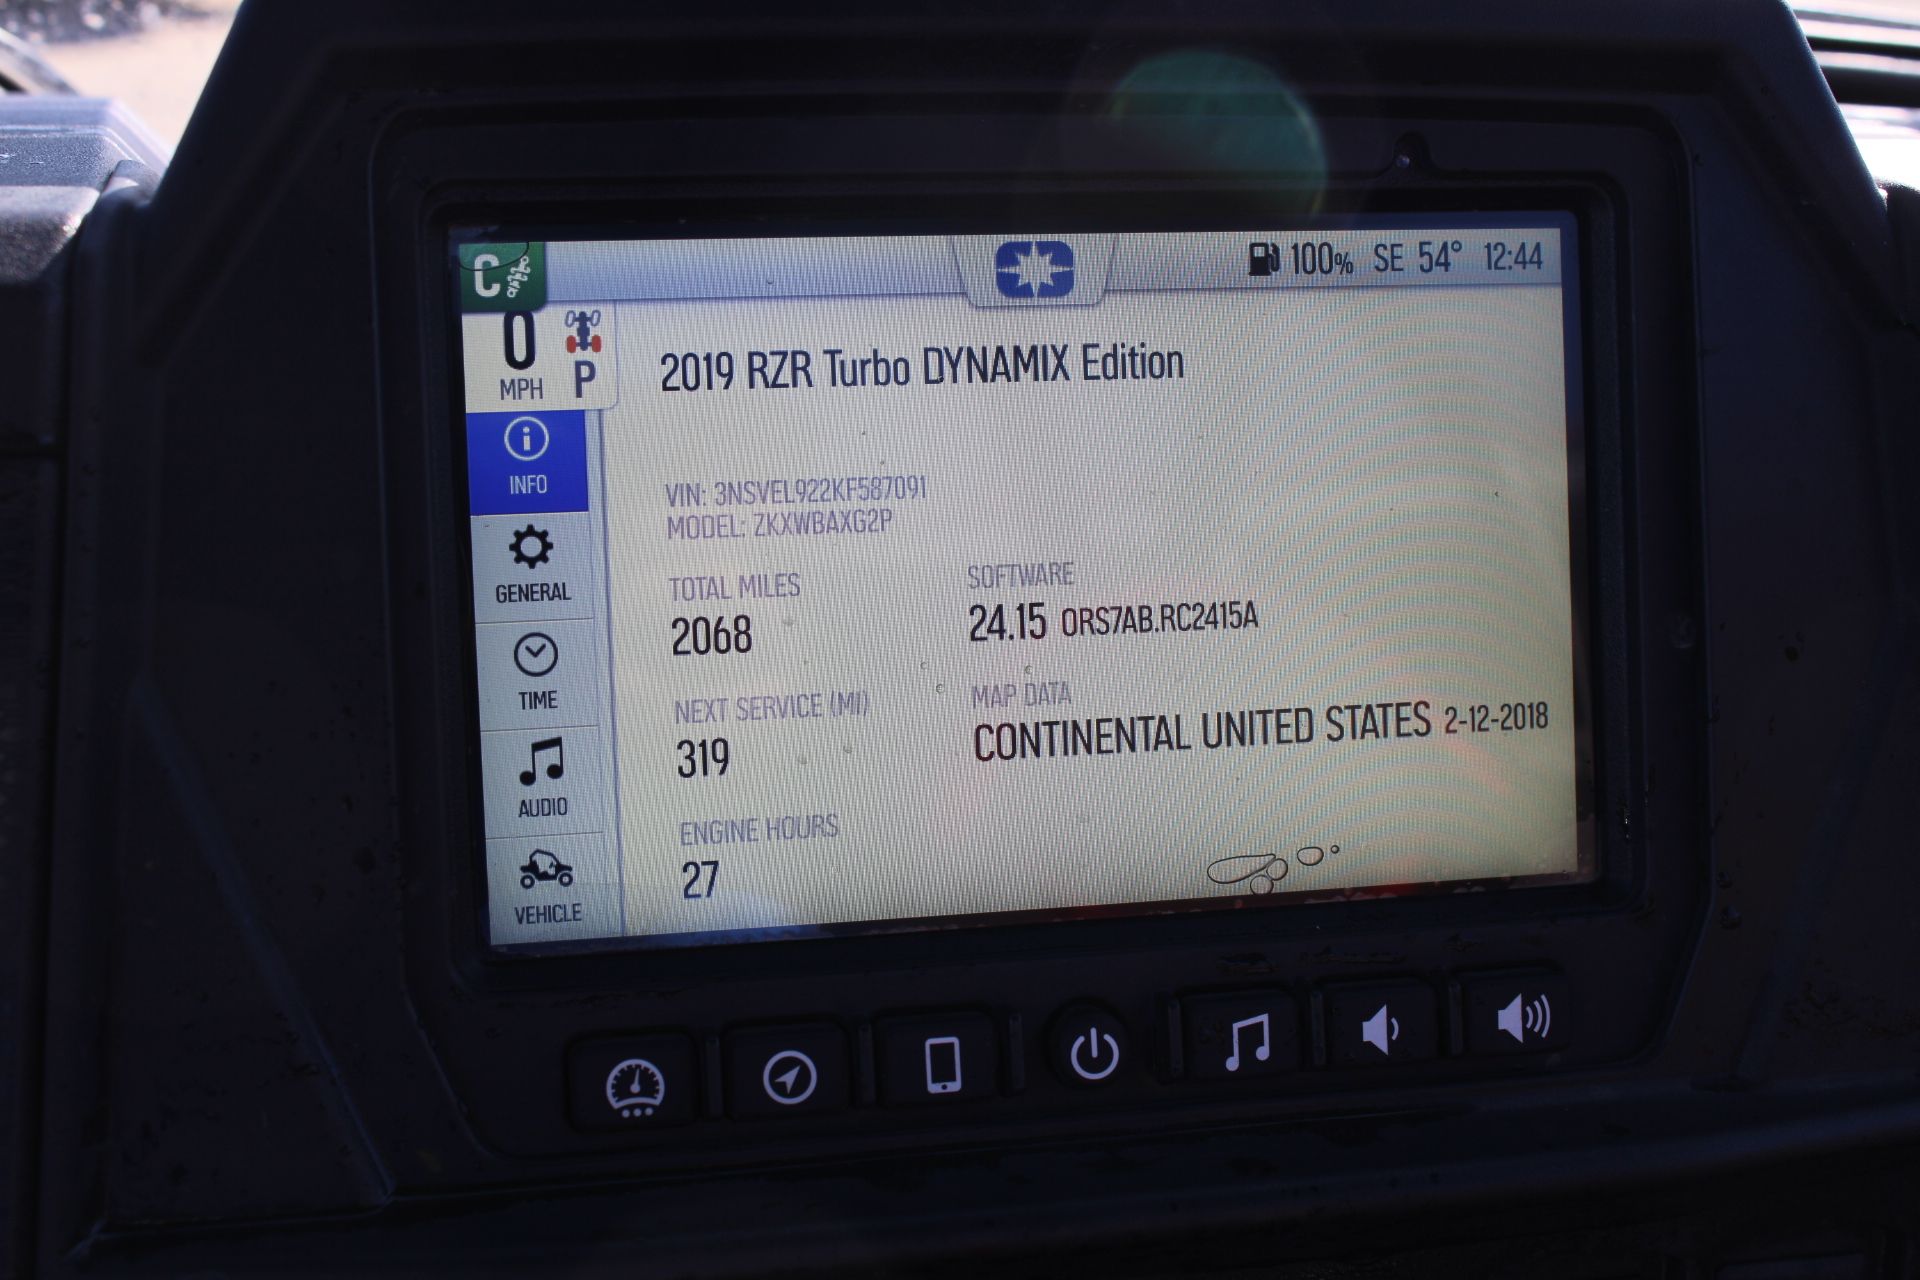 C
100% SE 54° 12:44
0
MPH P
2019 RZR Turbo DYNAMIX Edition
INFO
VIN: 3NSVEL922KF587091
MODEL: ZKXWBAXG2P
GENERAL
TOTAL MILES
2068
SOFTWARE
24.15 ORS7AB.RC2415A
TIME
NEXT SERVICE (MI)
319
MAP DATA
CONTINENTAL UNITED STATES 2-12-2018
AUDIO
ENGINE HOURS
27
VEHICLE